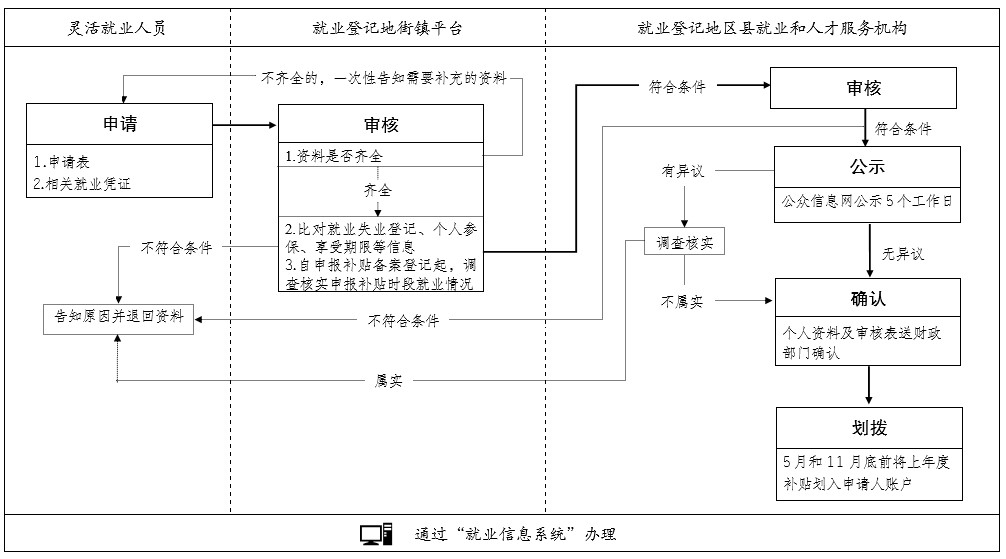 灵活就业人员
就业登记地街镇平台
就业登记地区县就业和人才服务机构
不齐全的，一次性告知需要补充的资料
申请
1.申请表
2.相关就业凭证
审核
1.资料是否齐全
齐全
2.比对就业失业登记、个人参
保、享受期限等信息
3.自申报补贴备案登记起，调
查核实申报补贴时段就业情况
不符合条件
告知原因并退回资料
符合条件
审核
符合条件
公示
公众信息网公示5个工作日
有异议
调查核实
无异议
不属实
不符合条件
属实
确认
个人资料及审核表送财政
部门确认
划拨
5月和11月底前将上年度
补贴划入申请人账户
通过“就业信息系统”办理